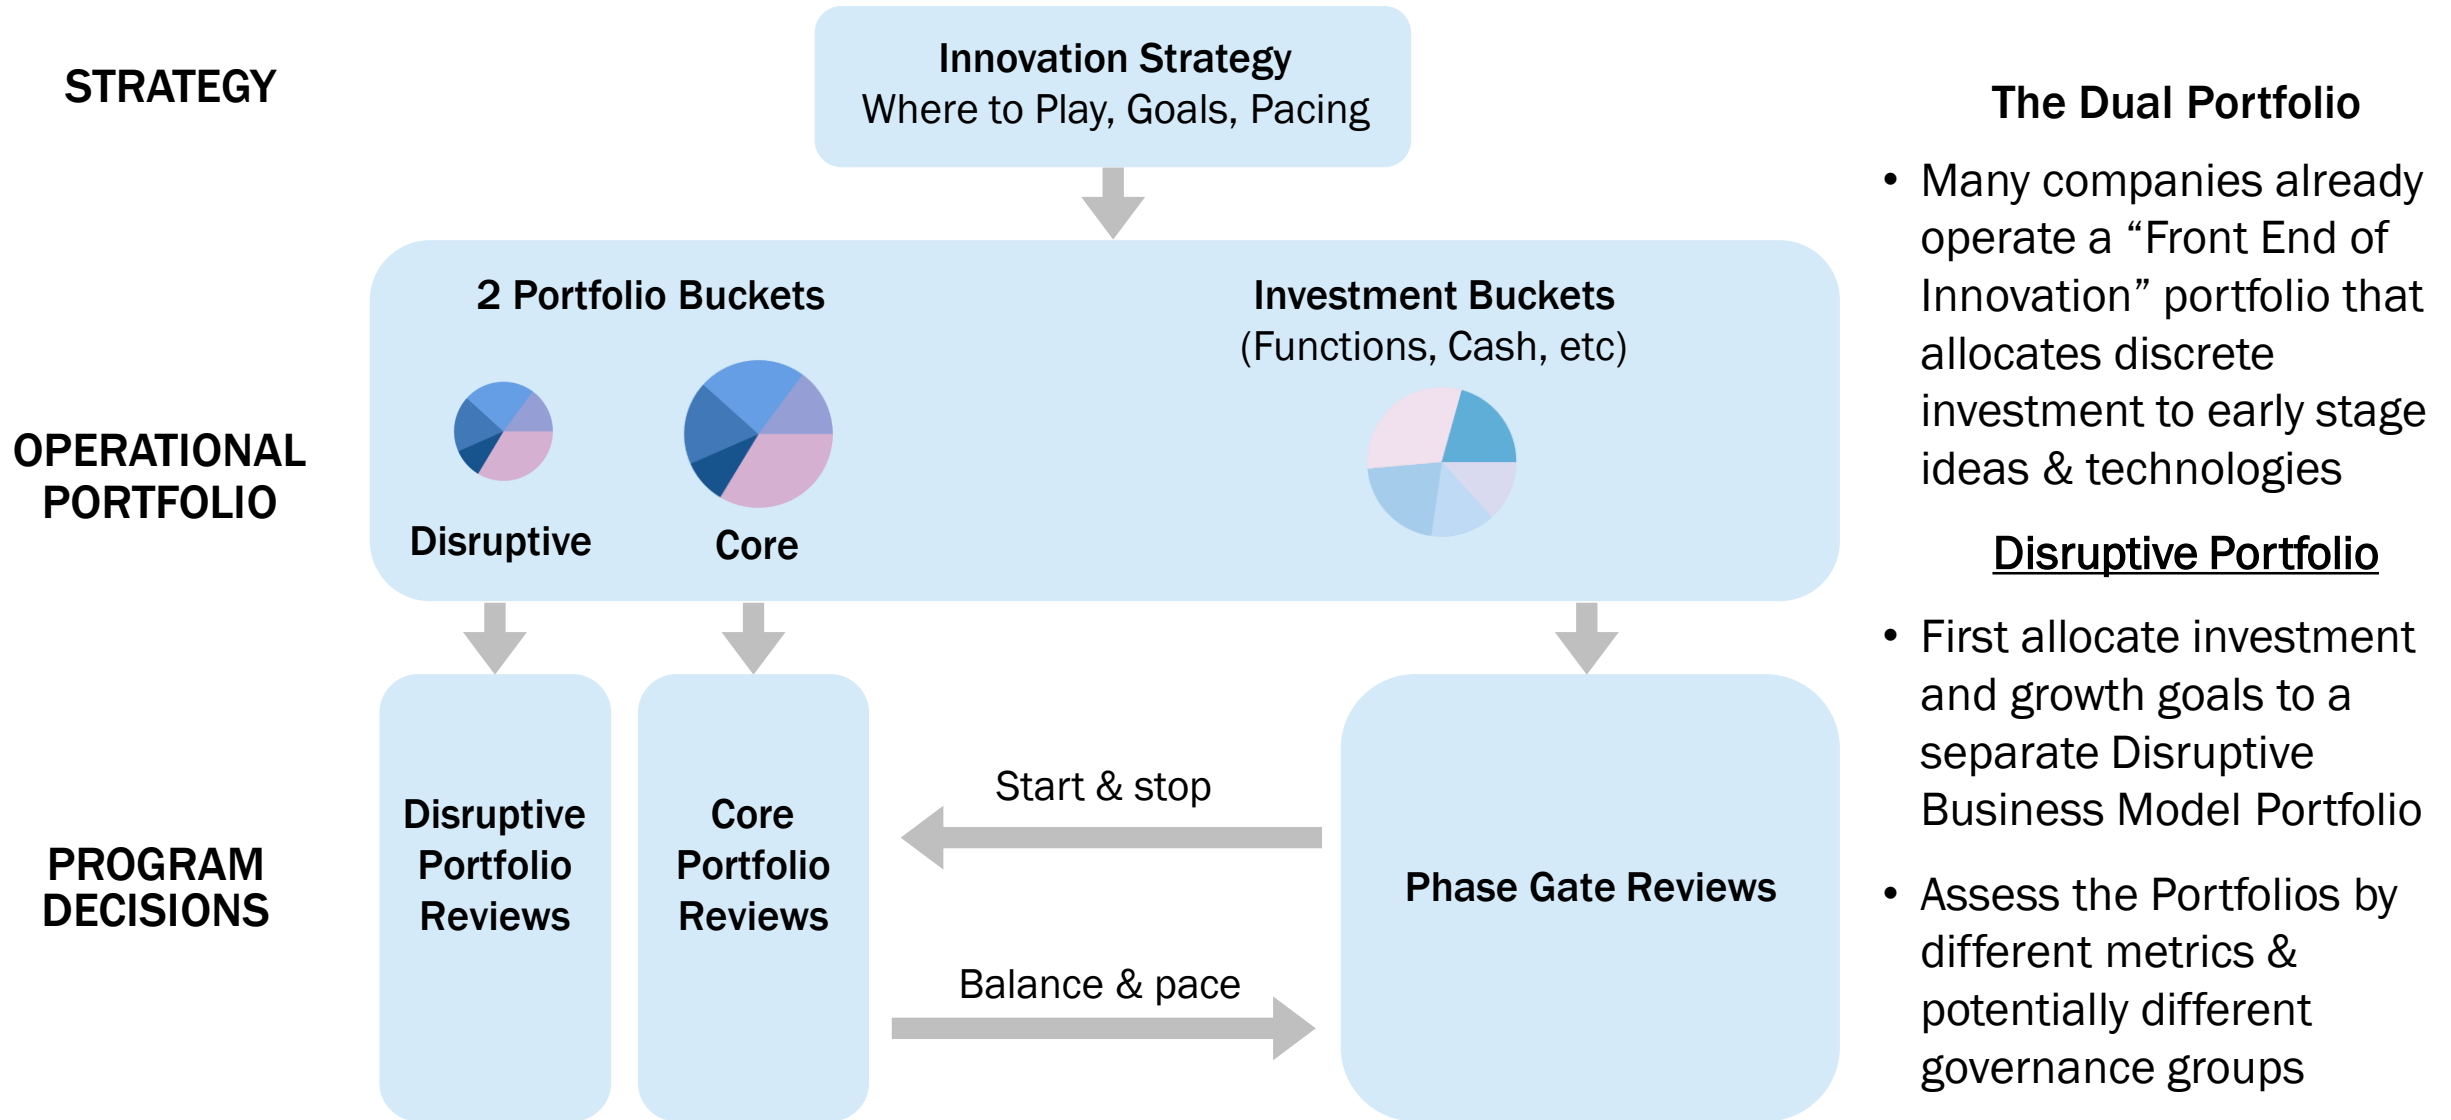 STRATEGY
Innovation Strategy
Where to Play, Goals, Pacing
OPERATIONAL
PORTFOLIO
2 Portfolio Buckets
Disruptive
Core
Investment Buckets
(Functions, Cash, etc)
PROGRAM
DECISIONS
Disruptive
Portfolio
Reviews
Core
Portfolio
Reviews
Start & stop
Balance & pace
Phase Gate Reviews
The Dual Portfolio
• Many companies already
operate a “Front End of
Innovation” portfolio that
allocates discrete
investment to early stage
ideas & technologies
Disruptive Portfolio
• First allocate investment
and growth goals to a
separate Disruptive
Business Model Portfolio
• Assess the Portfolios by
different metrics &
potentially different
governance groups